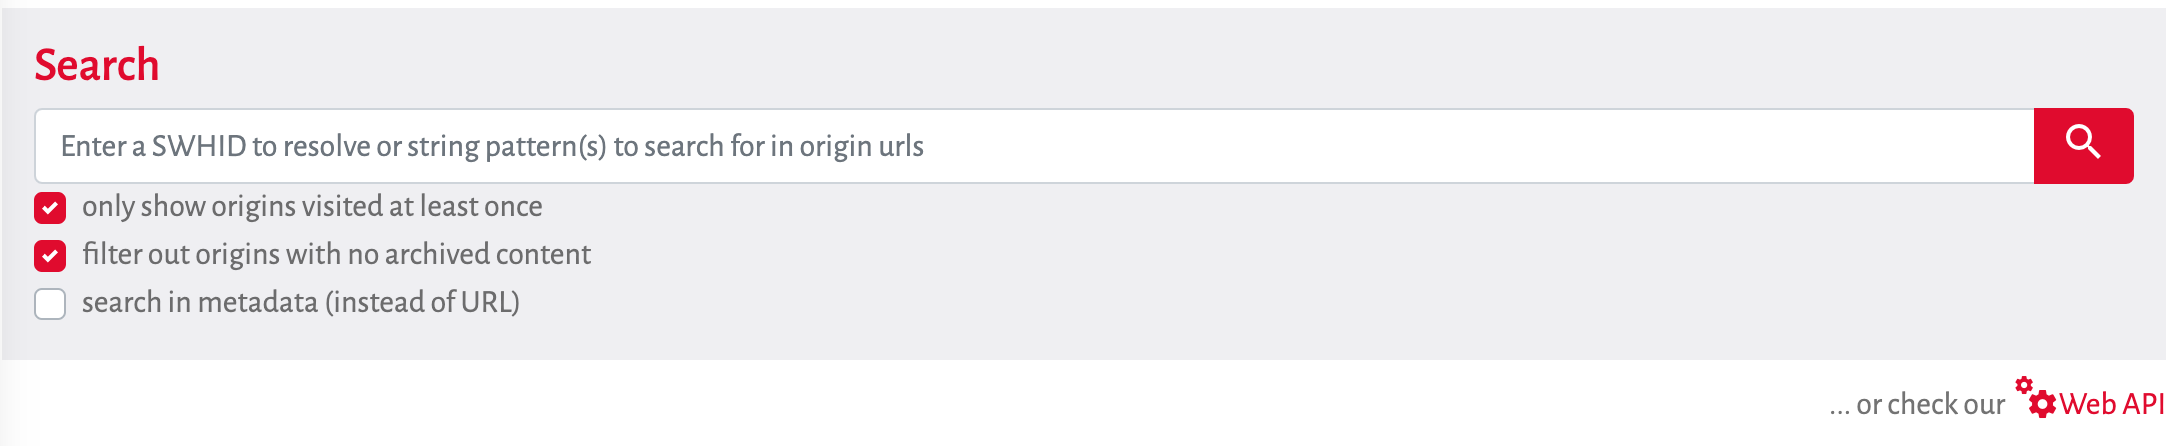 Search
Enter a SWHID to resolve or string pattern(s) to search for in origin urls
only show origins visited at least once
filter out origins with no archived content
search in metadata (instead of URL)
... or check our Web API